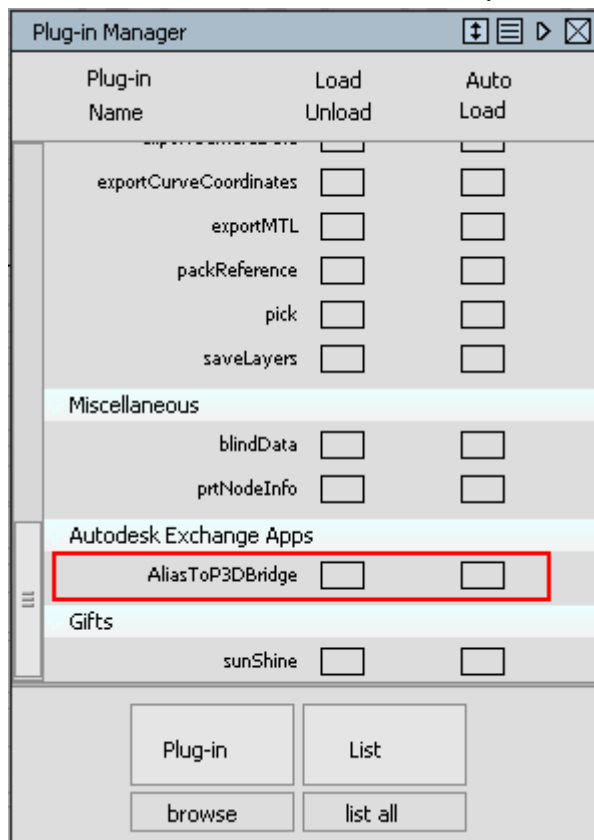 Plug-in Manager
Plug-in Load Auto
Name Unload Load
exportCurveCoordinates
exportMTL
packReference
pick
saveLayers
Miscellaneous
blindData
prtNodeInfo
Autodesk Exchange Apps
AliasToP3DBridge
Gifts
sunShine
Plug-in List
browse list all